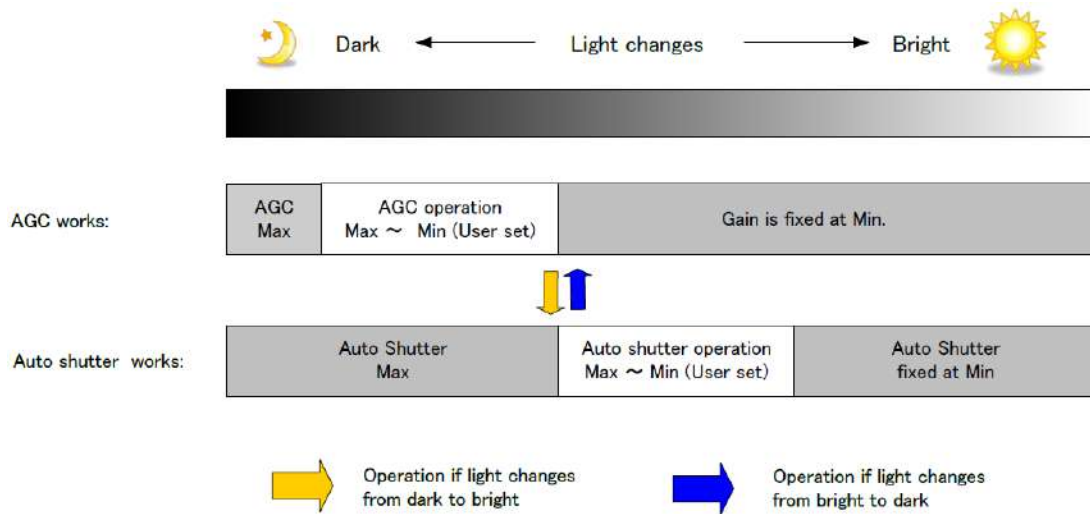 Dark
Light changes
Bright
AGC works:
AGC
Max
AGC operation
Max ～ Min (User set)
Gain is fixed at Min.
Auto shutter works:
Auto Shutter
Max
Auto shutter operation
Max ～ Min (User set)
Auto Shutter
fixed at Min
Operation if light changes
from dark to bright
Operation if light changes
from bright to dark